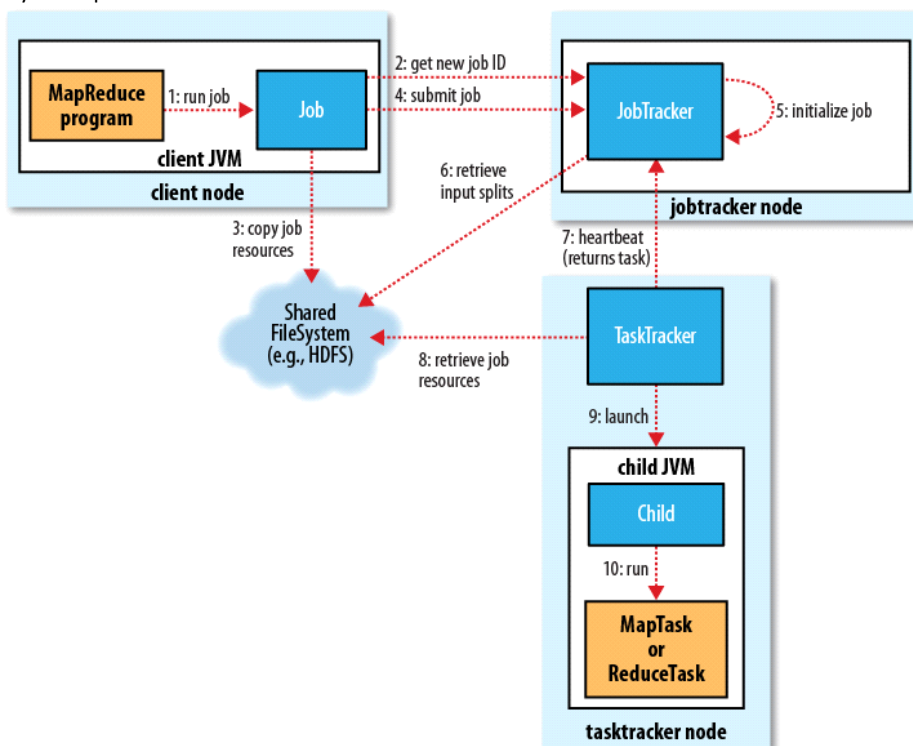 2: get new job ID
MapReduce
program
1: run job
Job
4: submit job
JobTracker
5: initialize job
client JVM
client node
6: retrieve
input splits
jobtracker node
3: copy job
resources
7: heartbeat
(returns task)
Shared
FileSystem
(e.g., HDFS)
TaskTracker
8: retrieve job
resources
9: launch
child JVM
Child
10: run
MapTask
or
ReduceTask
tasktracker node